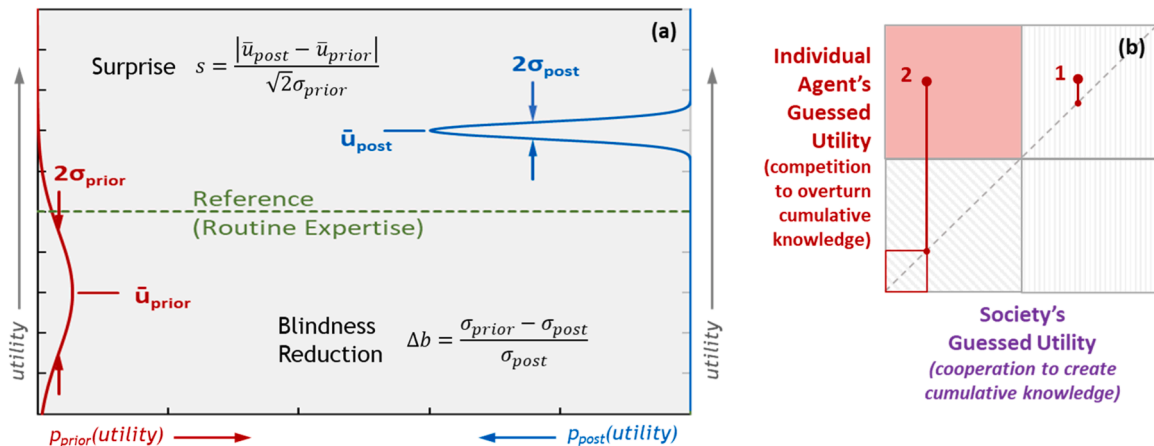 (a)
Surprise s = |ū_post − ū_prior| / √2σ_prior
2σ_post
ū_post
2σ_prior
Reference
(Routine Expertise)
ū_prior
Blindness
Reduction Δb = (σ_prior − σ_post) / σ_post
utility
utility
p_prior(utility)
p_post(utility)
(b)
Individual
Agent's
Guessed
Utility
(competition
to overturn
cumulative
knowledge)
2
1
Society's
Guessed Utility
(cooperation to create
cumulative knowledge)